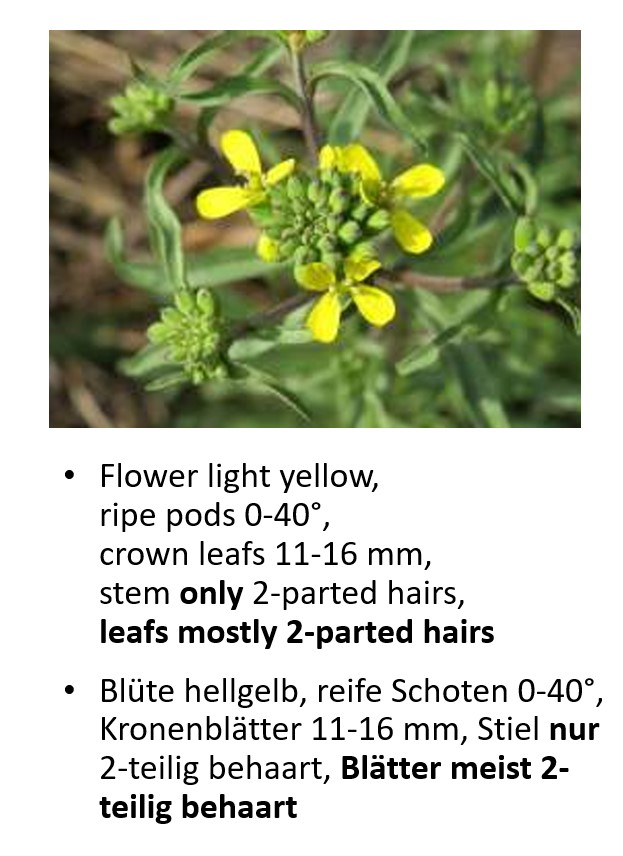 • Flower light yellow,
ripe pods 0-40°,
crown leafs 11-16 mm,
stem only 2-parted hairs,
leafs mostly 2-parted hairs
• Blüte hellgelb, reife Schoten 0-40°,
Kronenblätter 11-16 mm, Stiel nur
2-teilig behaart, Blätter meist 2-
teilig behaart